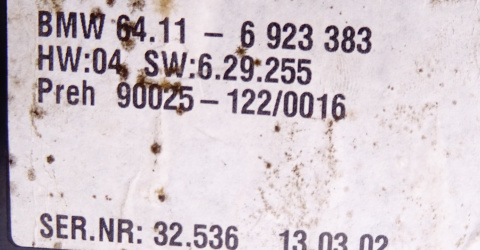 BMW 64.11 - 6 923 383
HW:04 SW:6.29.255
Preh 90025-122/0016
SER.NR: 32.536 13.03.02